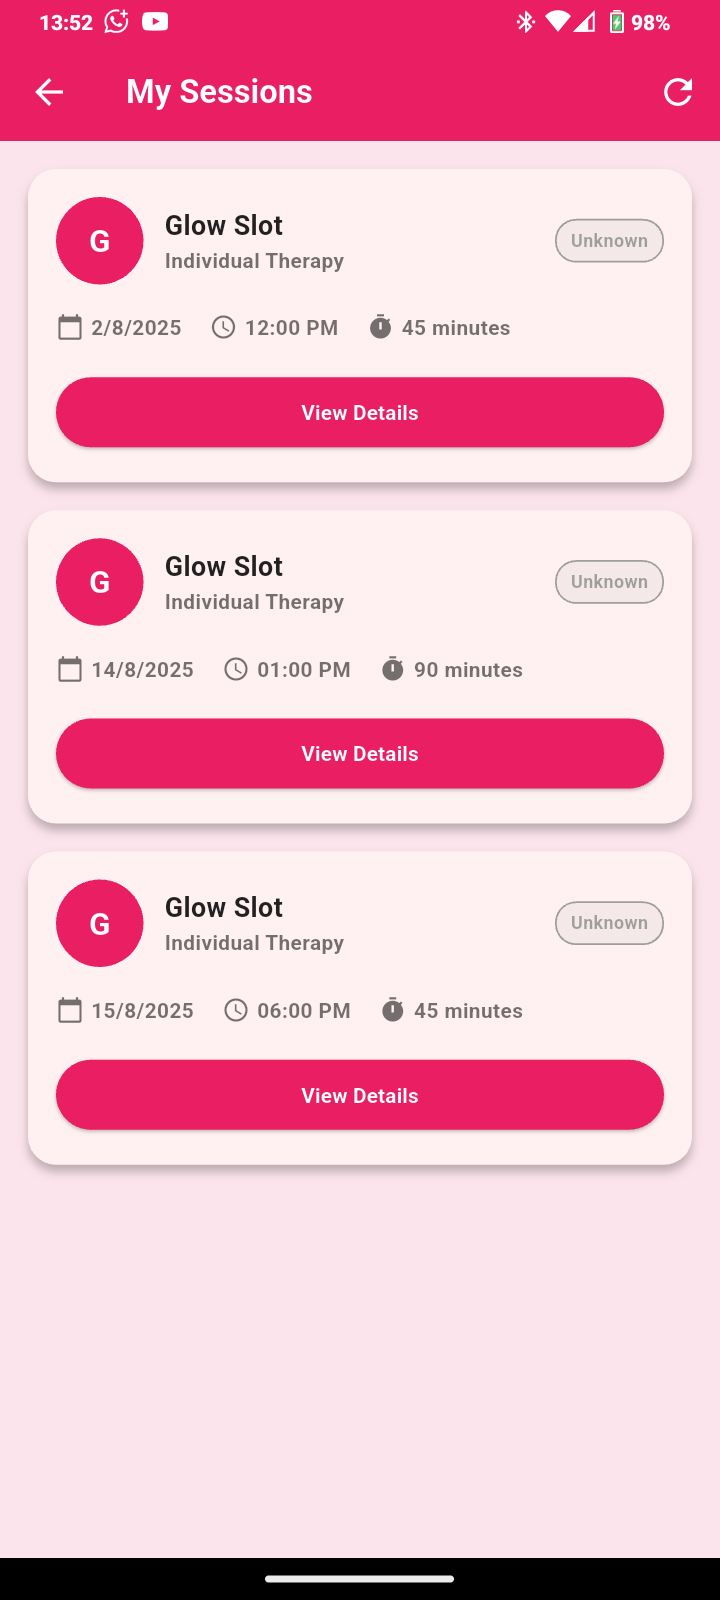 13:52 98%
My Sessions
G Glow Slot Unknown
Individual Therapy
2/8/2025 12:00 PM 45 minutes
View Details
G Glow Slot Unknown
Individual Therapy
14/8/2025 01:00 PM 90 minutes
View Details
G Glow Slot Unknown
Individual Therapy
15/8/2025 06:00 PM 45 minutes
View Details